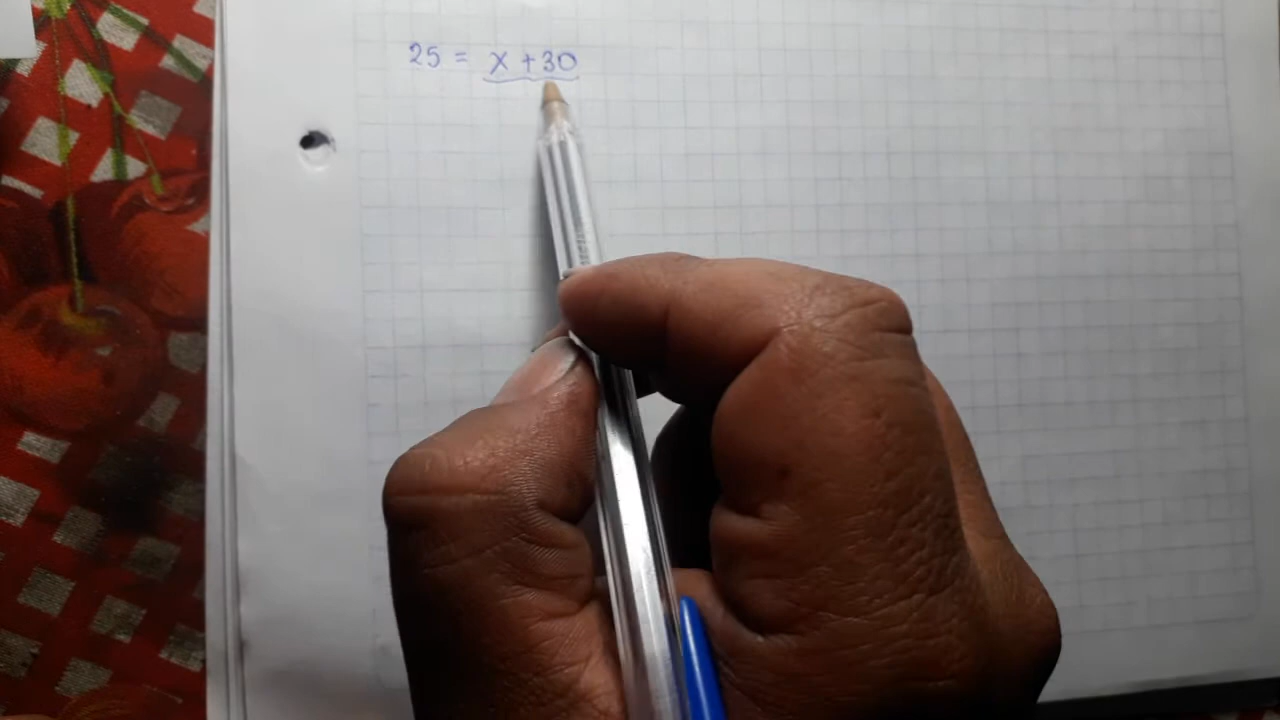 25 = x + 30